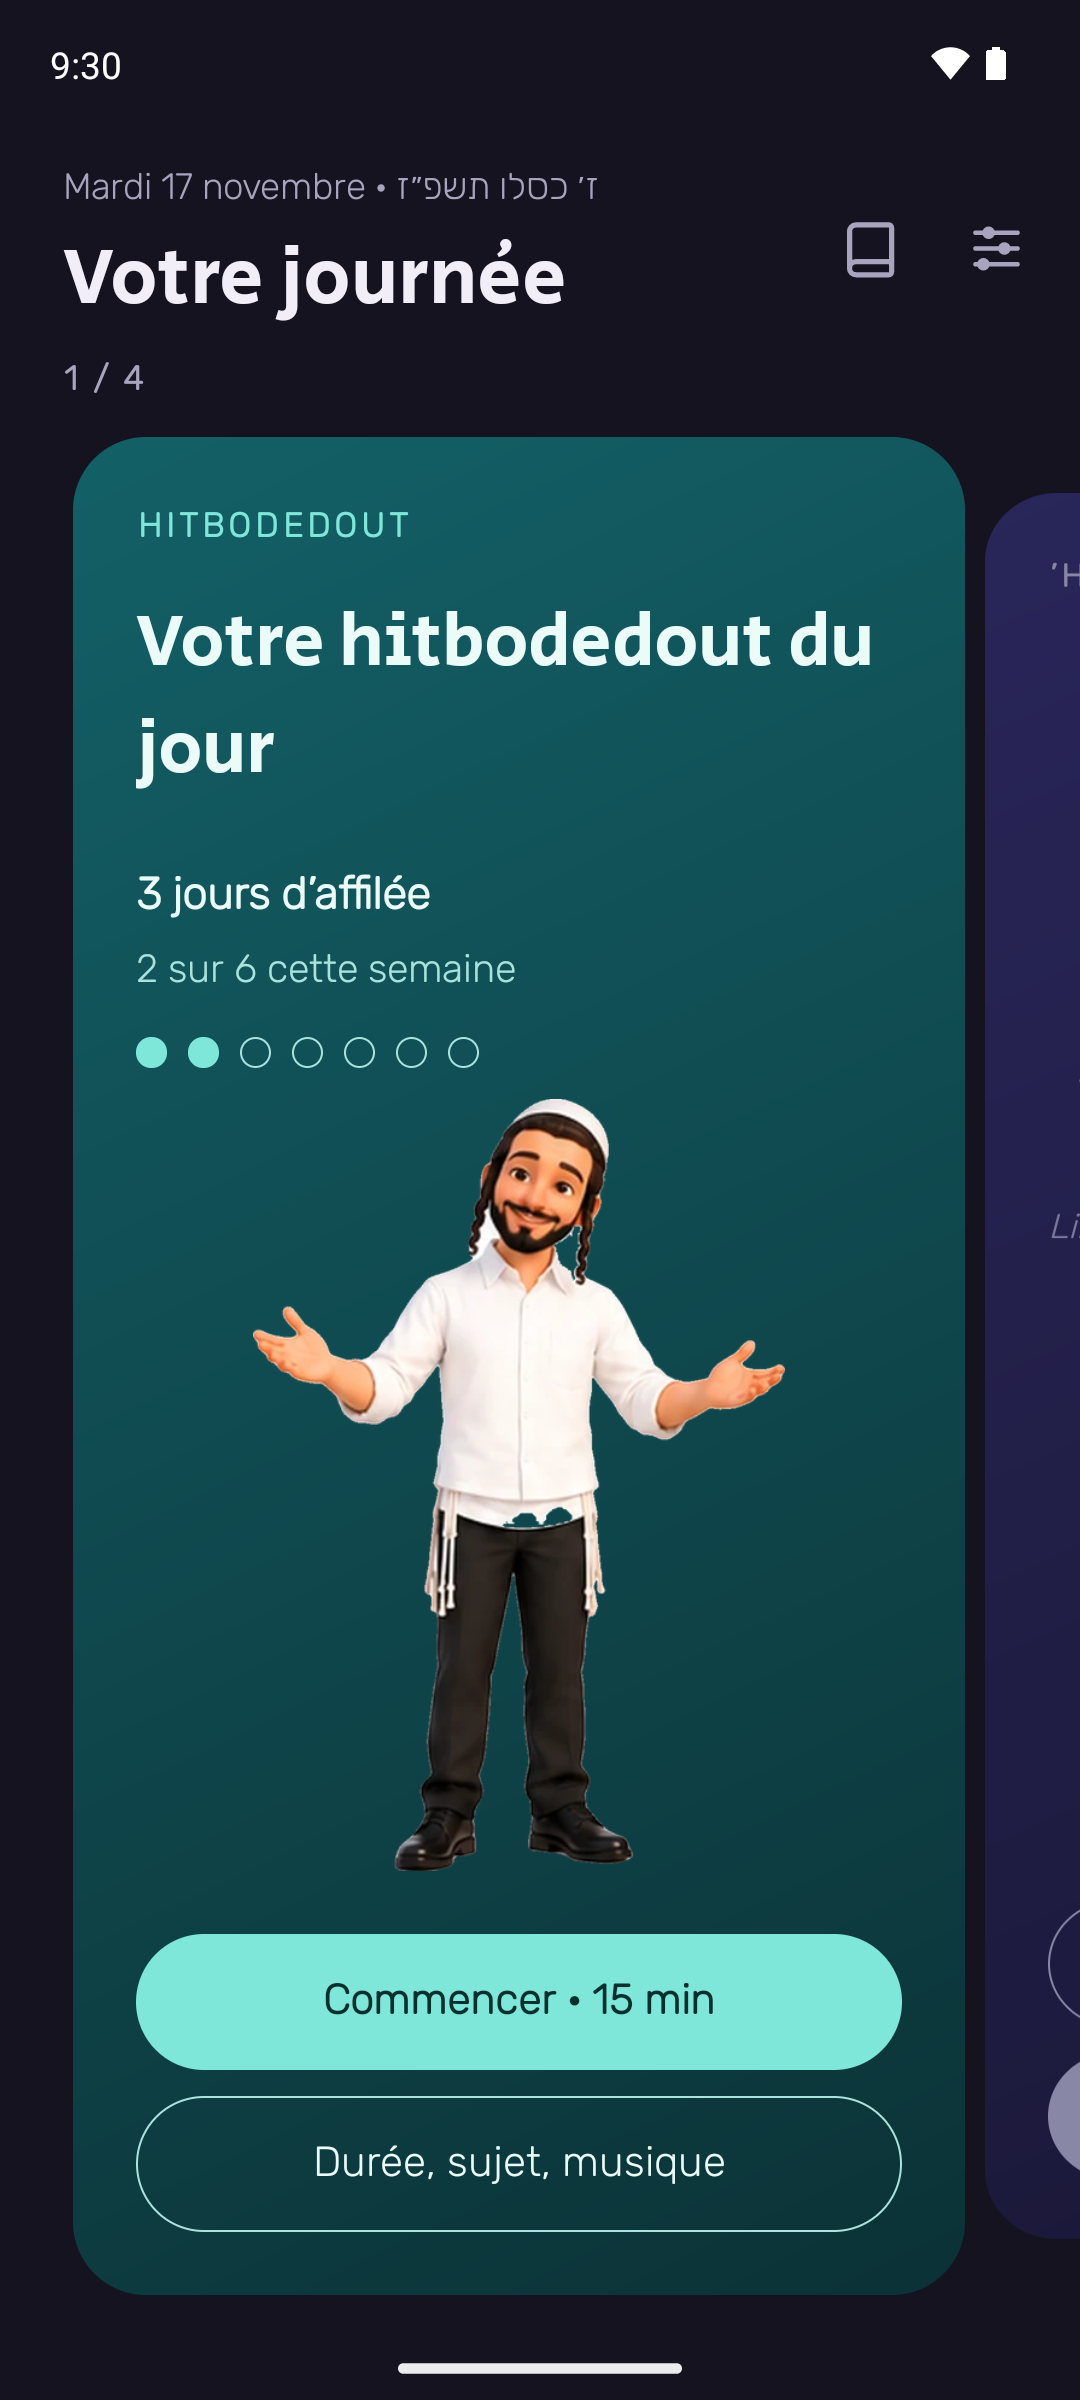 9:30
Mardi 17 novembre • ז׳ כסלו תשפ״ז
Votre journée
1 / 4
HITBODEDOUT
Votre hitbodedout du
jour
3 jours d’affilée
2 sur 6 cette semaine
Commencer • 15 min
Durée, sujet, musique